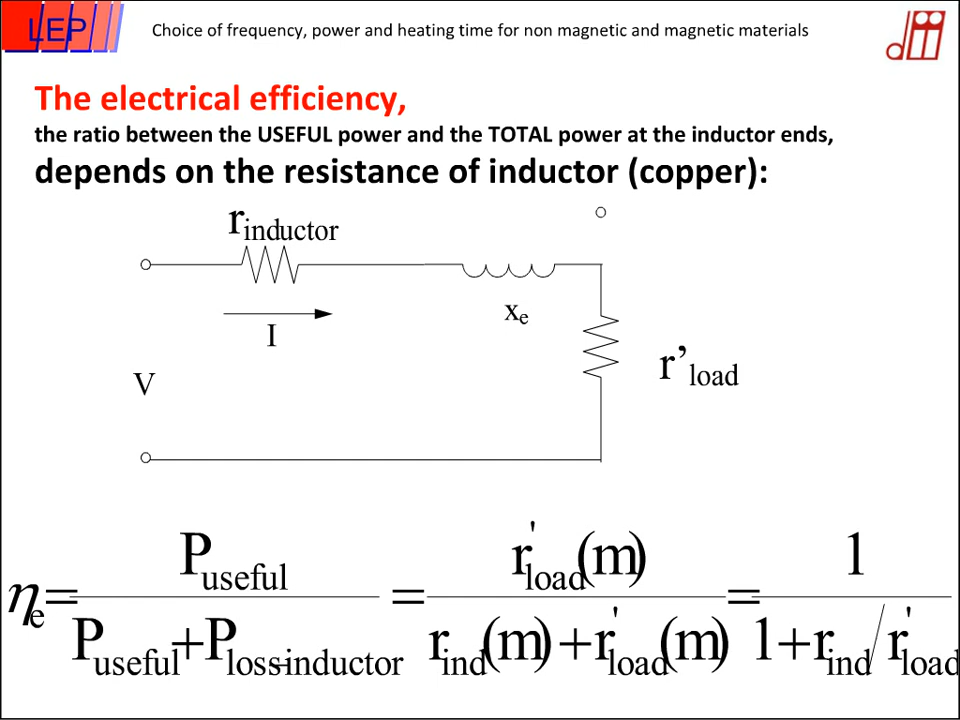 LEP
Choice of frequency, power and heating time for non magnetic and magnetic materials
The electrical efficiency,
the ratio between the USEFUL power and the TOTAL power at the inductor ends,
depends on the resistance of inductor (copper):
r_inductor
I
x_e
r’_load
V
η_e = P_useful / (P_useful + P_loss-inductor) = r'_load(m) / (r_ind(m) + r'_load(m)) = 1 / (1 + r_ind / r'_load)